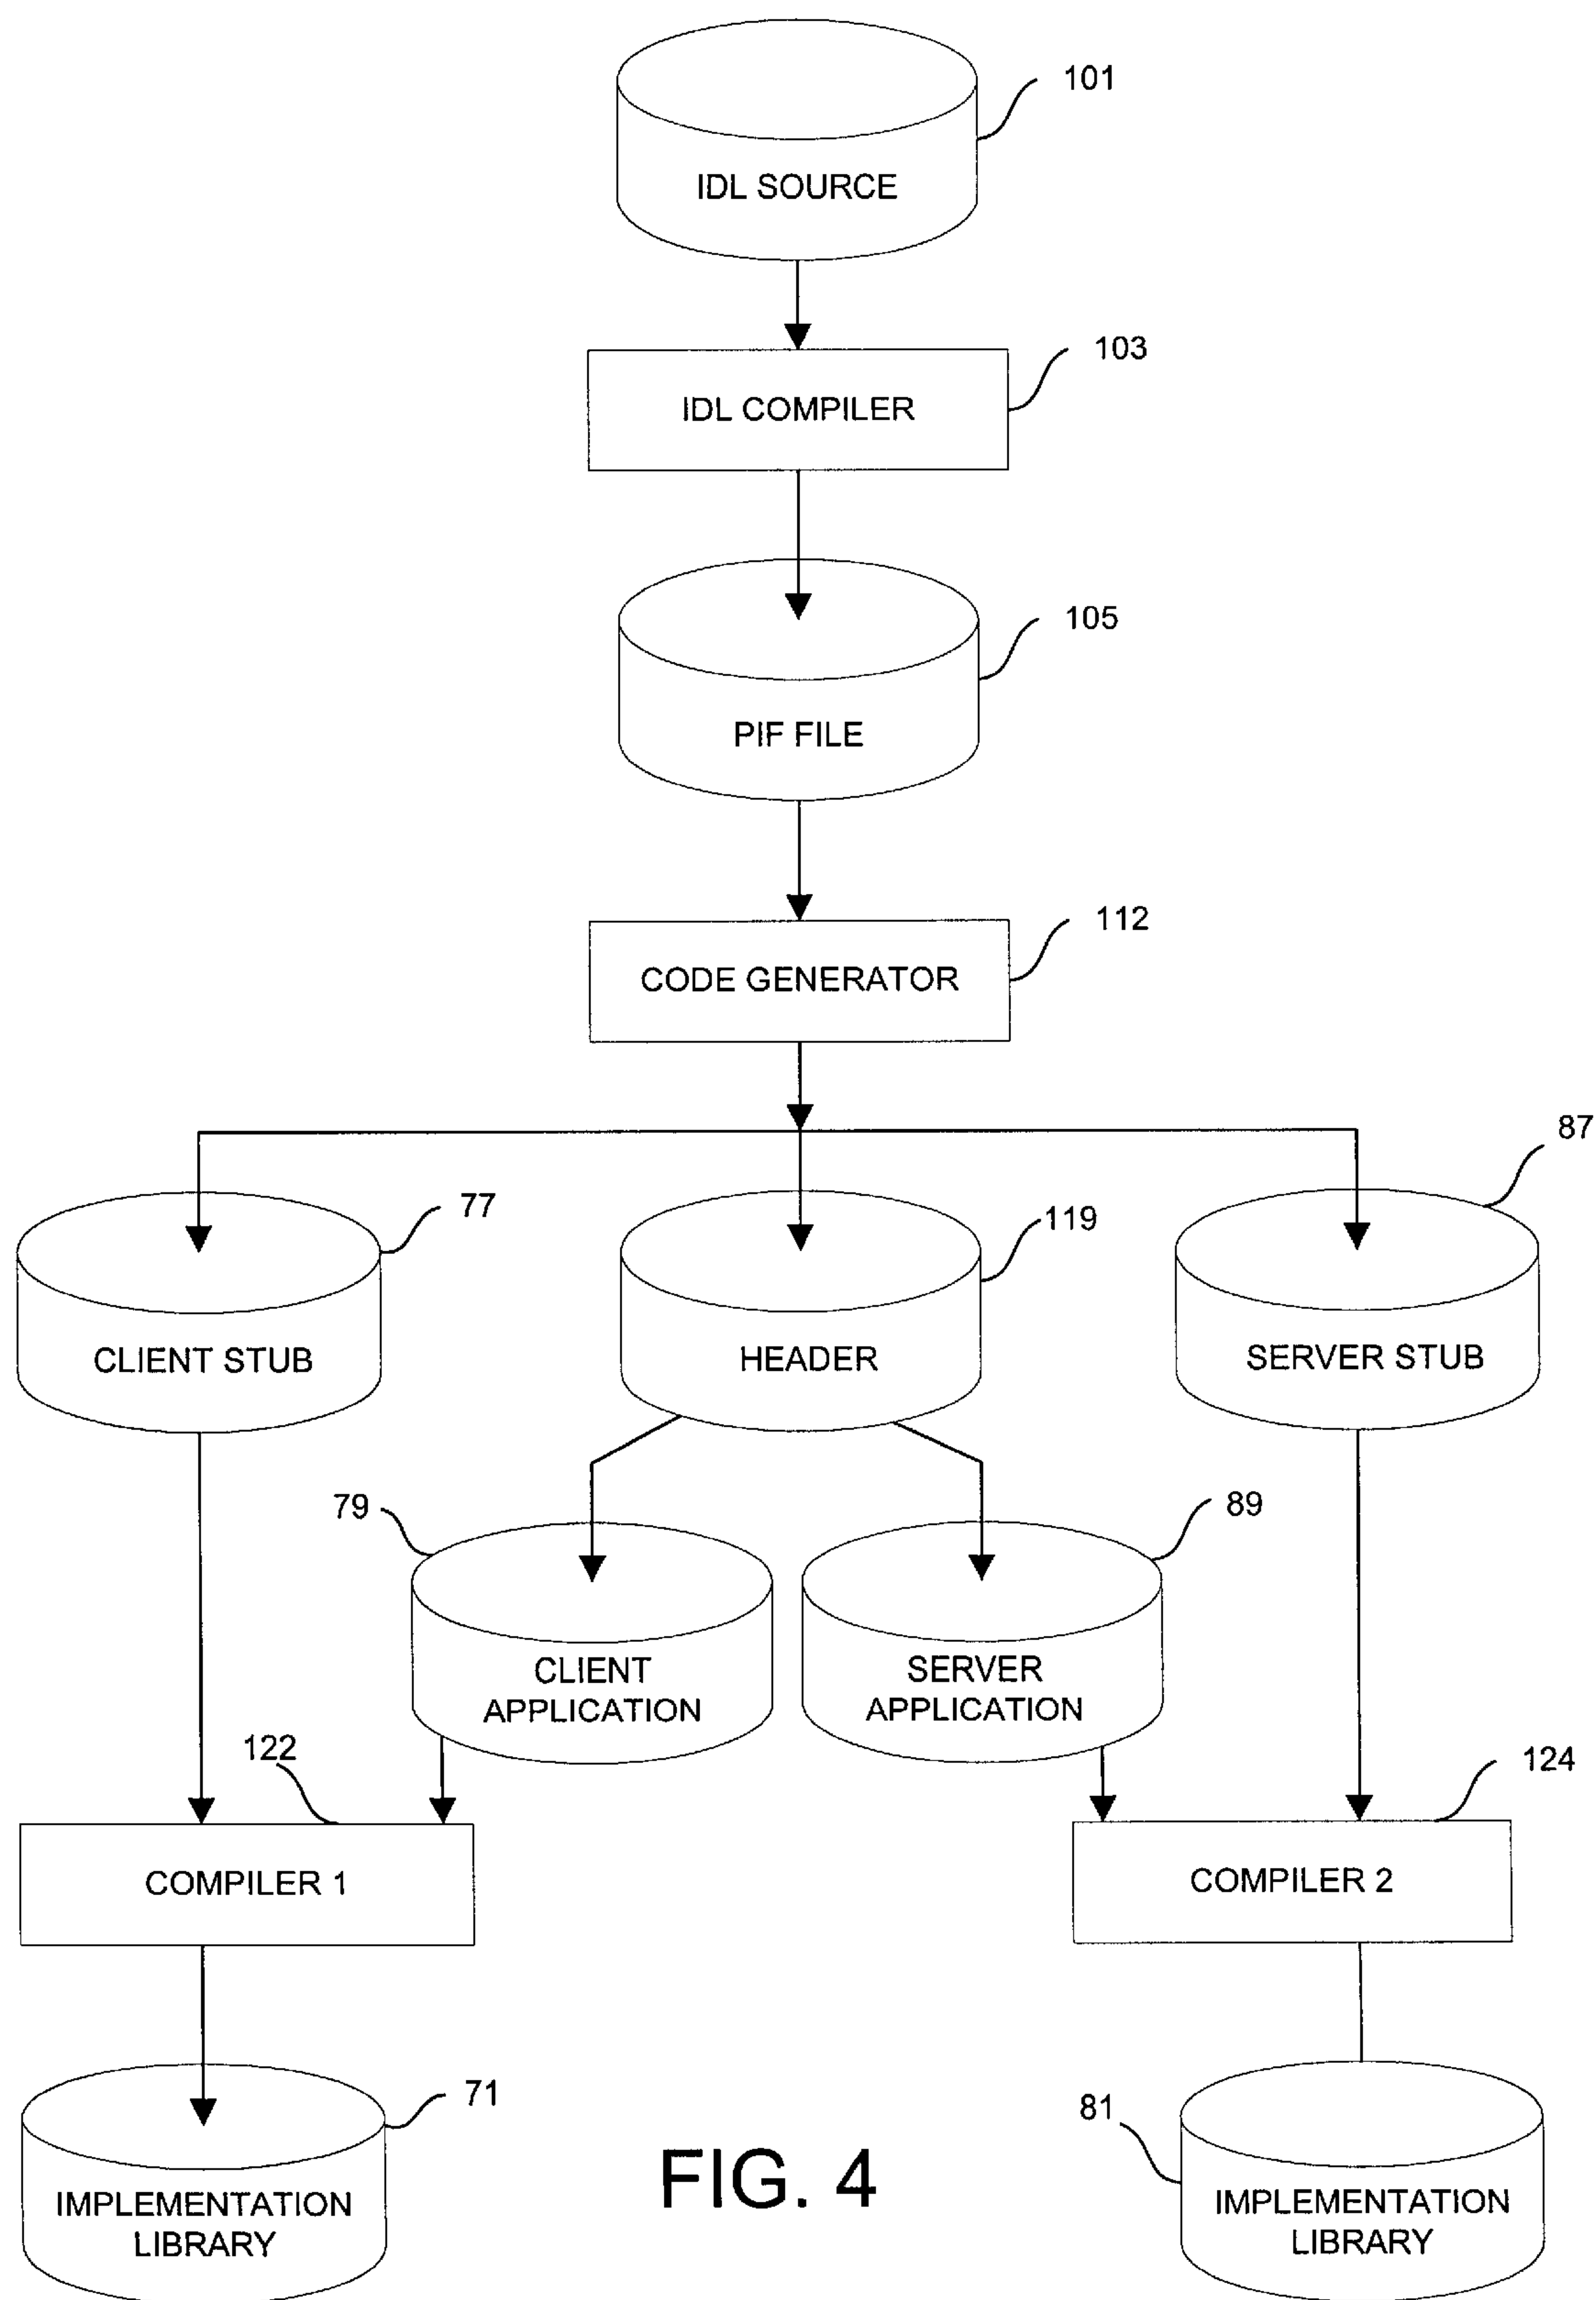 101
IDL SOURCE
103
IDL COMPILER
105
PIF FILE
112
CODE GENERATOR
87
77
119
CLIENT STUB
HEADER
SERVER STUB
79
89
CLIENT
APPLICATION
SERVER
APPLICATION
122
124
COMPILER 1
COMPILER 2
71
81
IMPLEMENTATION
LIBRARY
IMPLEMENTATION
LIBRARY
FIG. 4